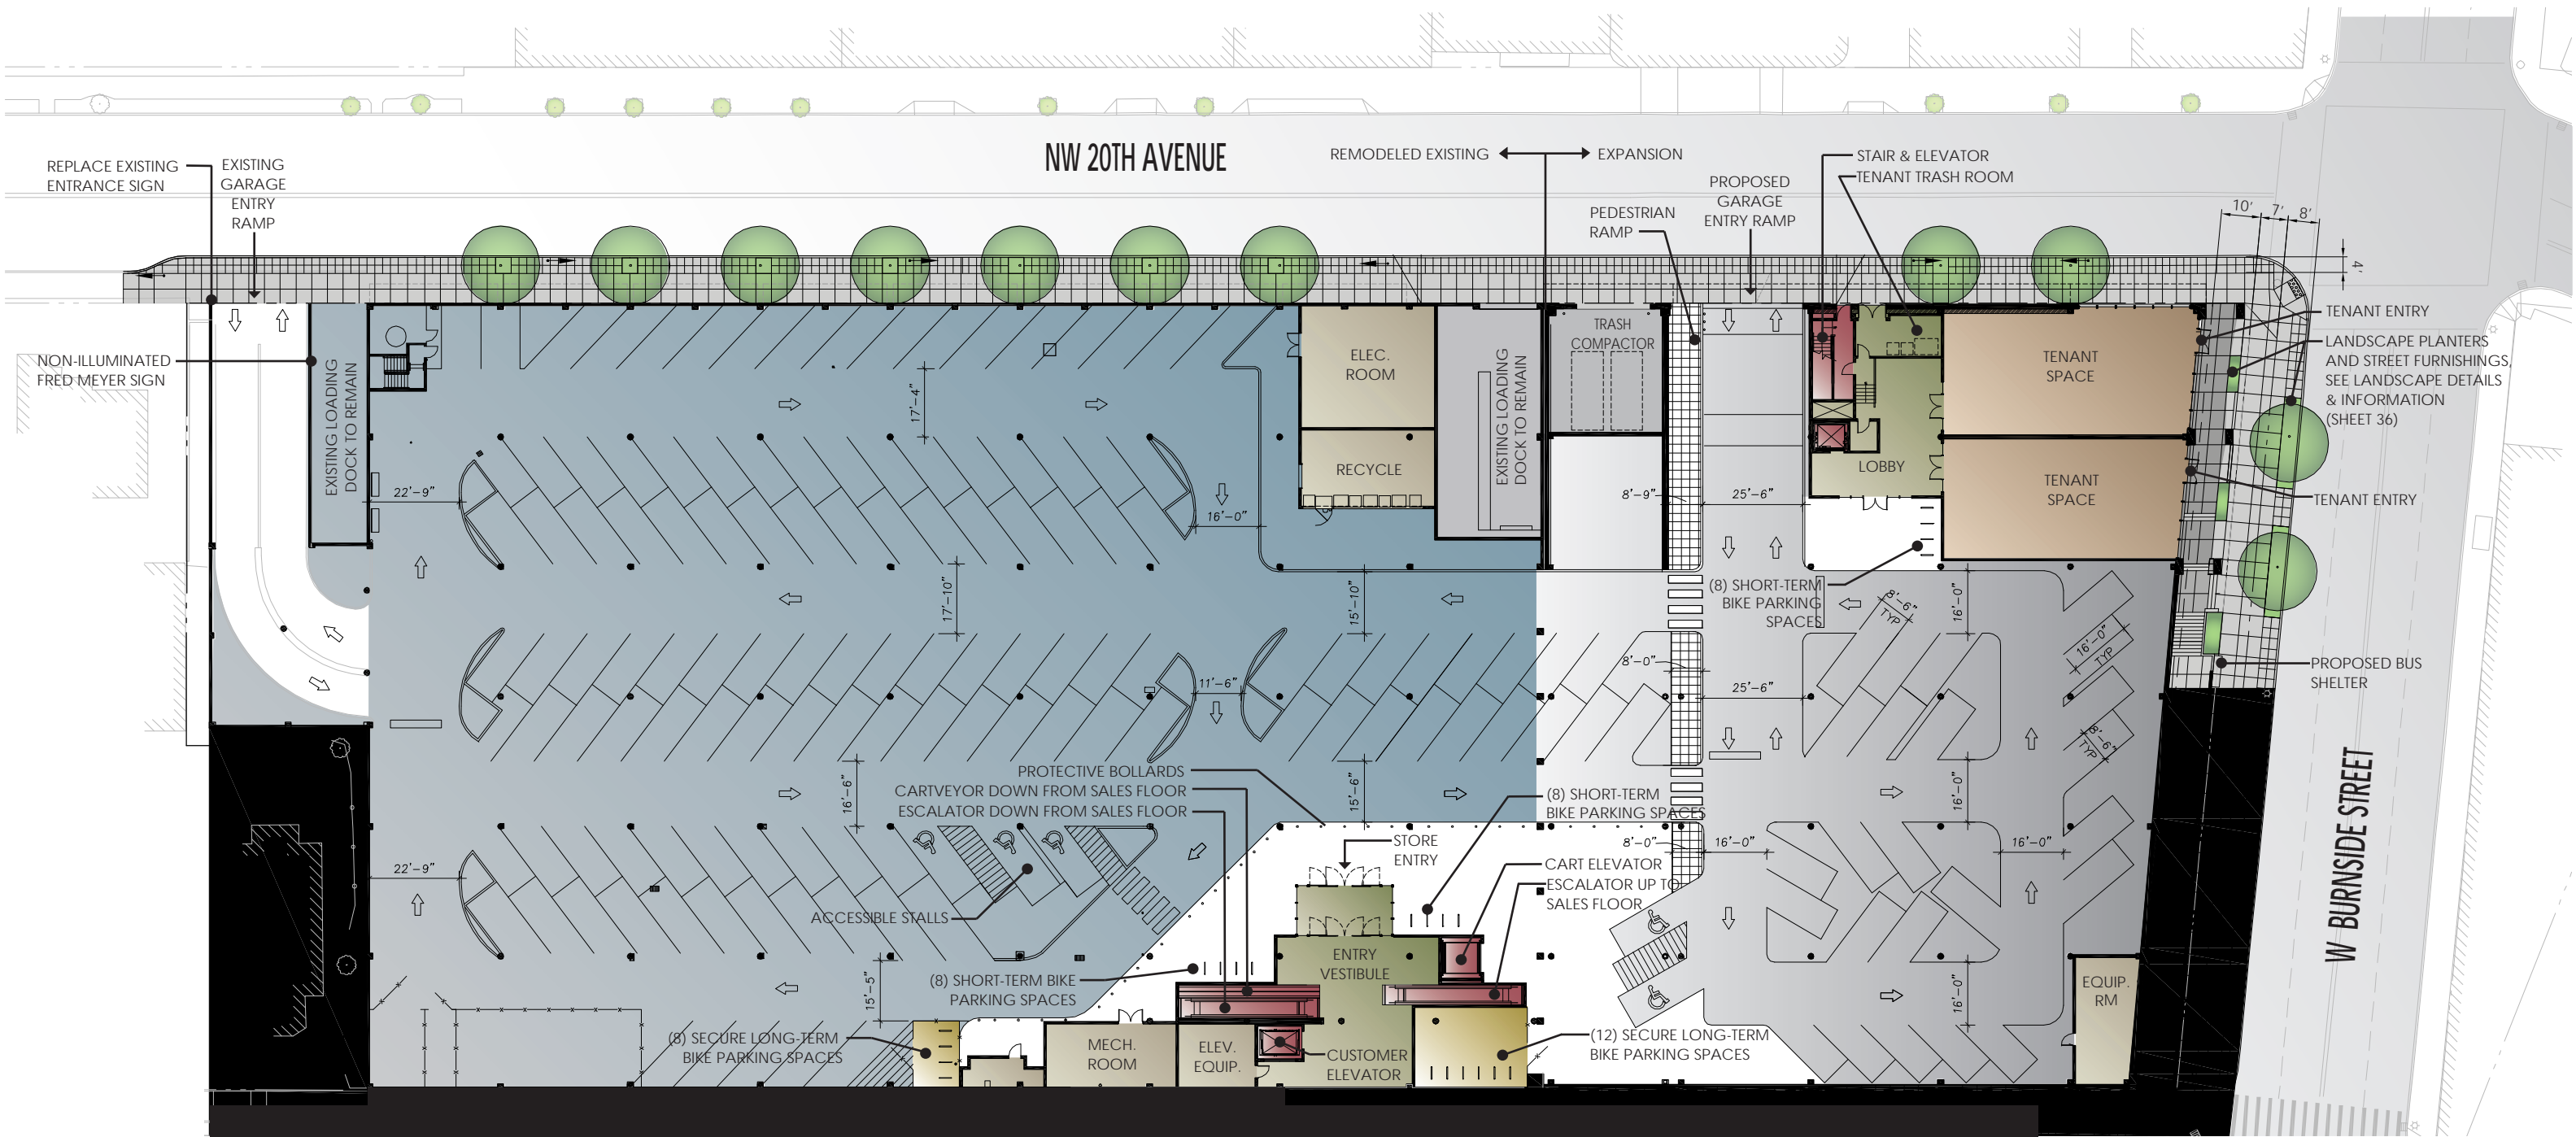 NW 20TH AVENUE
REPLACE EXISTING
ENTRANCE SIGN
EXISTING
GARAGE
ENTRY
RAMP
REMODELED EXISTING
EXPANSION
STAIR & ELEVATOR
TENANT TRASH ROOM
PROPOSED
GARAGE
ENTRY RAMP
PEDESTRIAN
RAMP
10'
7'
8'
4'
NON-ILLUMINATED
FRED MEYER SIGN
EXISTING LOADING
DOCK TO REMAIN
17'-4"
ELEC.
ROOM
RECYCLE
EXISTING LOADING
DOCK TO REMAIN
TRASH
COMPACTOR
LOBBY
TENANT
SPACE
TENANT
SPACE
TENANT ENTRY
LANDSCAPE PLANTERS
AND STREET FURNISHINGS,
SEE LANDSCAPE DETAILS
& INFORMATION
(SHEET 36)
TENANT ENTRY
22'-9"
16'-0"
8'-9"
25'-6"
17'-10"
15'-10"
(8) SHORT-TERM
BIKE PARKING
SPACES
8'-6"
TYP
16'-0"
16'-0"
TYP
8'-0"
25'-6"
11'-6"
8'-6"
TYP
PROPOSED BUS
SHELTER
W BURNSIDE STREET
PROTECTIVE BOLLARDS
CARTVEYOR DOWN FROM SALES FLOOR
ESCALATOR DOWN FROM SALES FLOOR
16'-6"
15'-6"
(8) SHORT-TERM
BIKE PARKING SPACES
16'-0"
STORE
ENTRY
8'-0"
16'-0"
16'-0"
22'-9"
CART ELEVATOR
ESCALATOR UP TO
SALES FLOOR
ACCESSIBLE STALLS
ENTRY
VESTIBULE
(8) SHORT-TERM BIKE
PARKING SPACES
15'-5"
16'-0"
EQUIP.
RM
(8) SECURE LONG-TERM
BIKE PARKING SPACES
MECH.
ROOM
ELEV.
EQUIP.
CUSTOMER
ELEVATOR
(12) SECURE LONG-TERM
BIKE PARKING SPACES